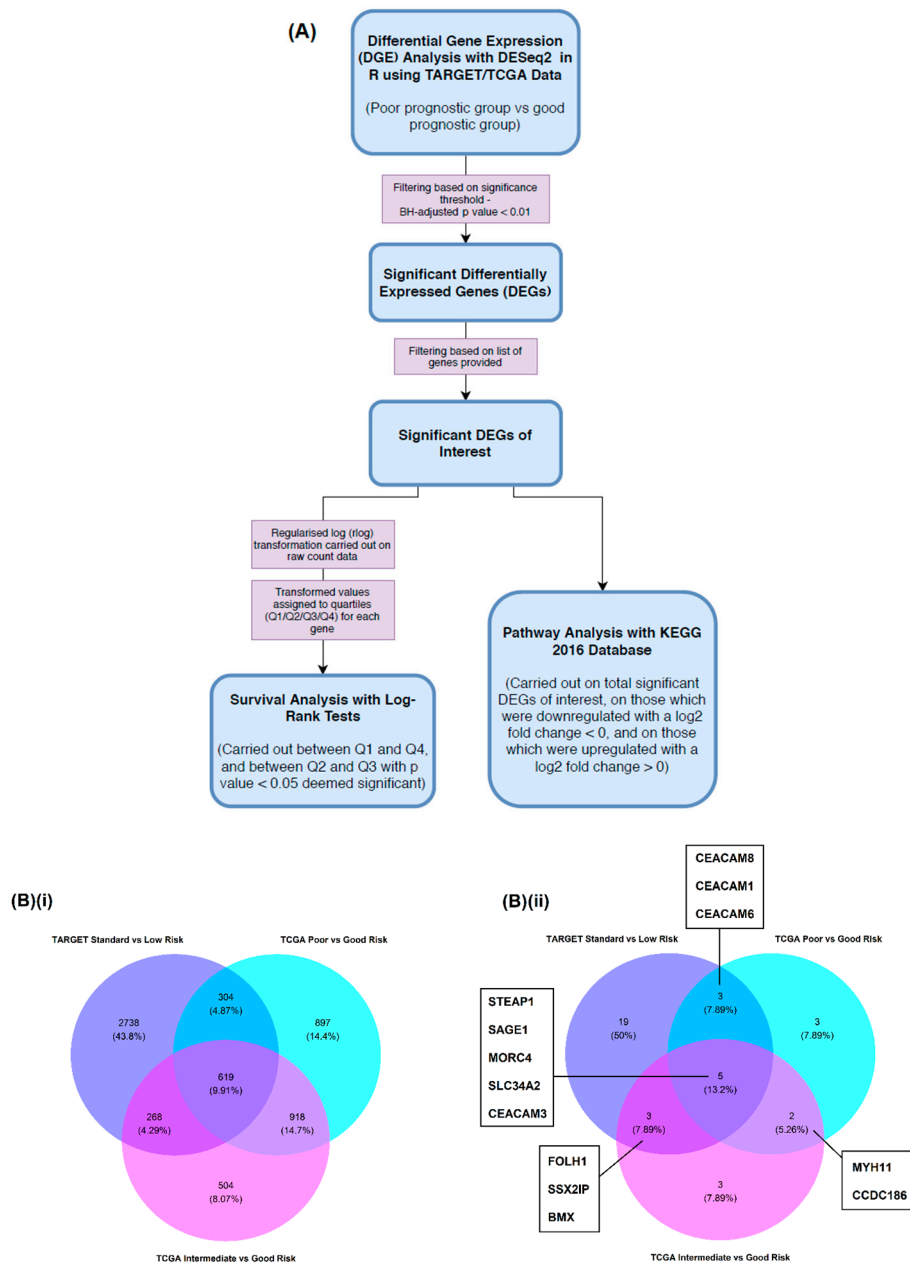 (A)
Differential Gene Expression
(DGE) Analysis with DESeq2 in
R using TARGET/TCGA Data
(Poor prognostic group vs good
prognostic group)
Filtering based on significance
threshold -
BH-adjusted p value < 0.01
Significant Differentially
Expressed Genes (DEGs)
Filtering based on list of
genes provided
Significant DEGs of
Interest
Regularised log (rlog)
transformation carried out on
raw count data
Transformed values
assigned to quartiles
(Q1/Q2/Q3/Q4) for each
gene
Survival Analysis with Log-
Rank Tests
(Carried out between Q1 and Q4,
and between Q2 and Q3 with p
value < 0.05 deemed significant)
Pathway Analysis with KEGG
2016 Database
(Carried out on total significant
DEGs of interest, on those which
were downregulated with a log2
fold change < 0, and on those
which were upregulated with a
log2 fold change > 0)
(B)(i)
TARGET Standard vs Low Risk
TCGA Poor vs Good Risk
304
(4.87%)
2738
(43.8%)
897
(14.4%)
619
(9.91%)
268
(4.29%)
918
(14.7%)
504
(8.07%)
TCGA Intermediate vs Good Risk
(B)(ii)
CEACAM8
CEACAM1
CEACAM6
TARGET Standard vs Low Risk
TCGA Poor vs Good Risk
3
(7.89%)
19
(50%)
3
(7.89%)
STEAP1
SAGE1
MORC4
SLC34A2
CEACAM3
5
(13.2%)
3
(7.89%)
2
(5.26%)
FOLH1
SSX2IP
BMX
MYH11
CCDC186
3
(7.89%)
TCGA Intermediate vs Good Risk